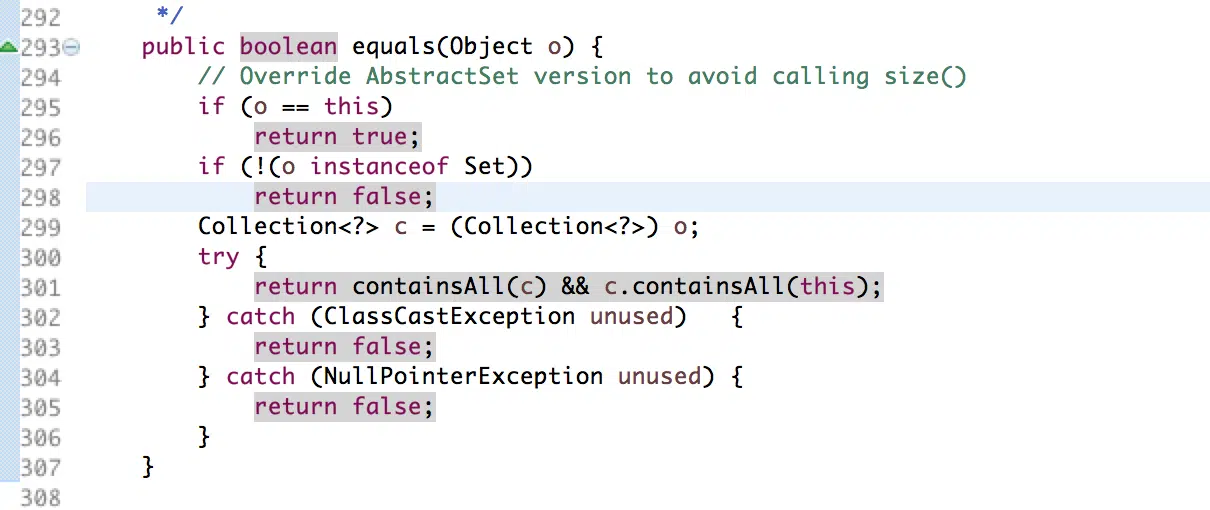 292         */
293    public boolean equals(Object o) {
294        // Override AbstractSet version to avoid calling size()
295        if (o == this)
296            return true;
297        if (!(o instanceof Set))
298            return false;
299        Collection<?> c = (Collection<?>) o;
300        try {
301            return containsAll(c) && c.containsAll(this);
302        } catch (ClassCastException unused)   {
303            return false;
304        } catch (NullPointerException unused) {
305            return false;
306        }
307    }
308